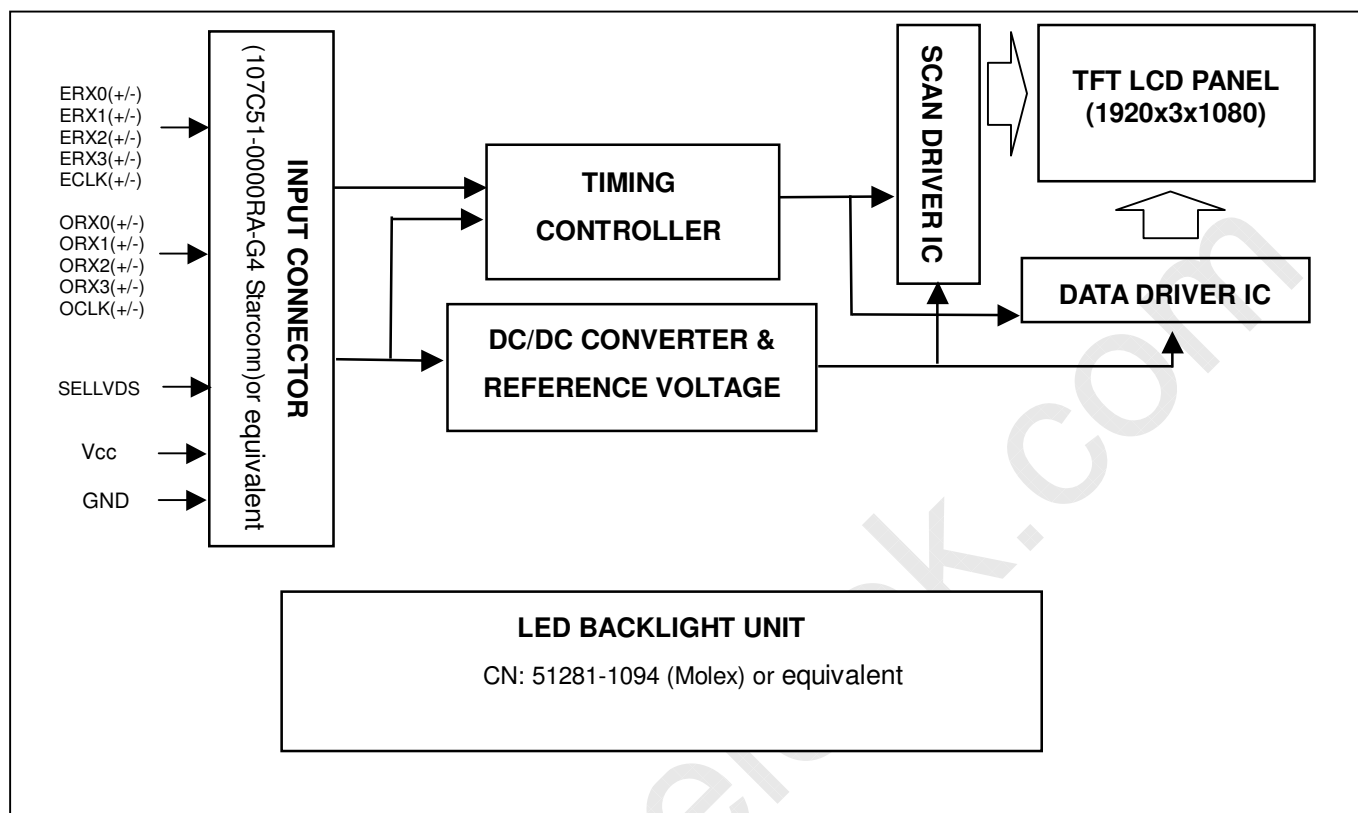 ERX0(+/-)
ERX1(+/-)
ERX2(+/-)
ERX3(+/-)
ECLK(+/-)
ORX0(+/-)
ORX1(+/-)
ORX2(+/-)
ORX3(+/-)
OCLK(+/-)
SELLVDS
Vcc
GND
INPUT CONNECTOR
(107C51-0000RA-G4 Starconn)or equivalent
TIMING
CONTROLLER
DC/DC CONVERTER &
REFERENCE VOLTAGE
SCAN DRIVER IC
TFT LCD PANEL
(1920x3x1080)
DATA DRIVER IC
LED BACKLIGHT UNIT
CN: 51281-1094 (Molex) or equivalent